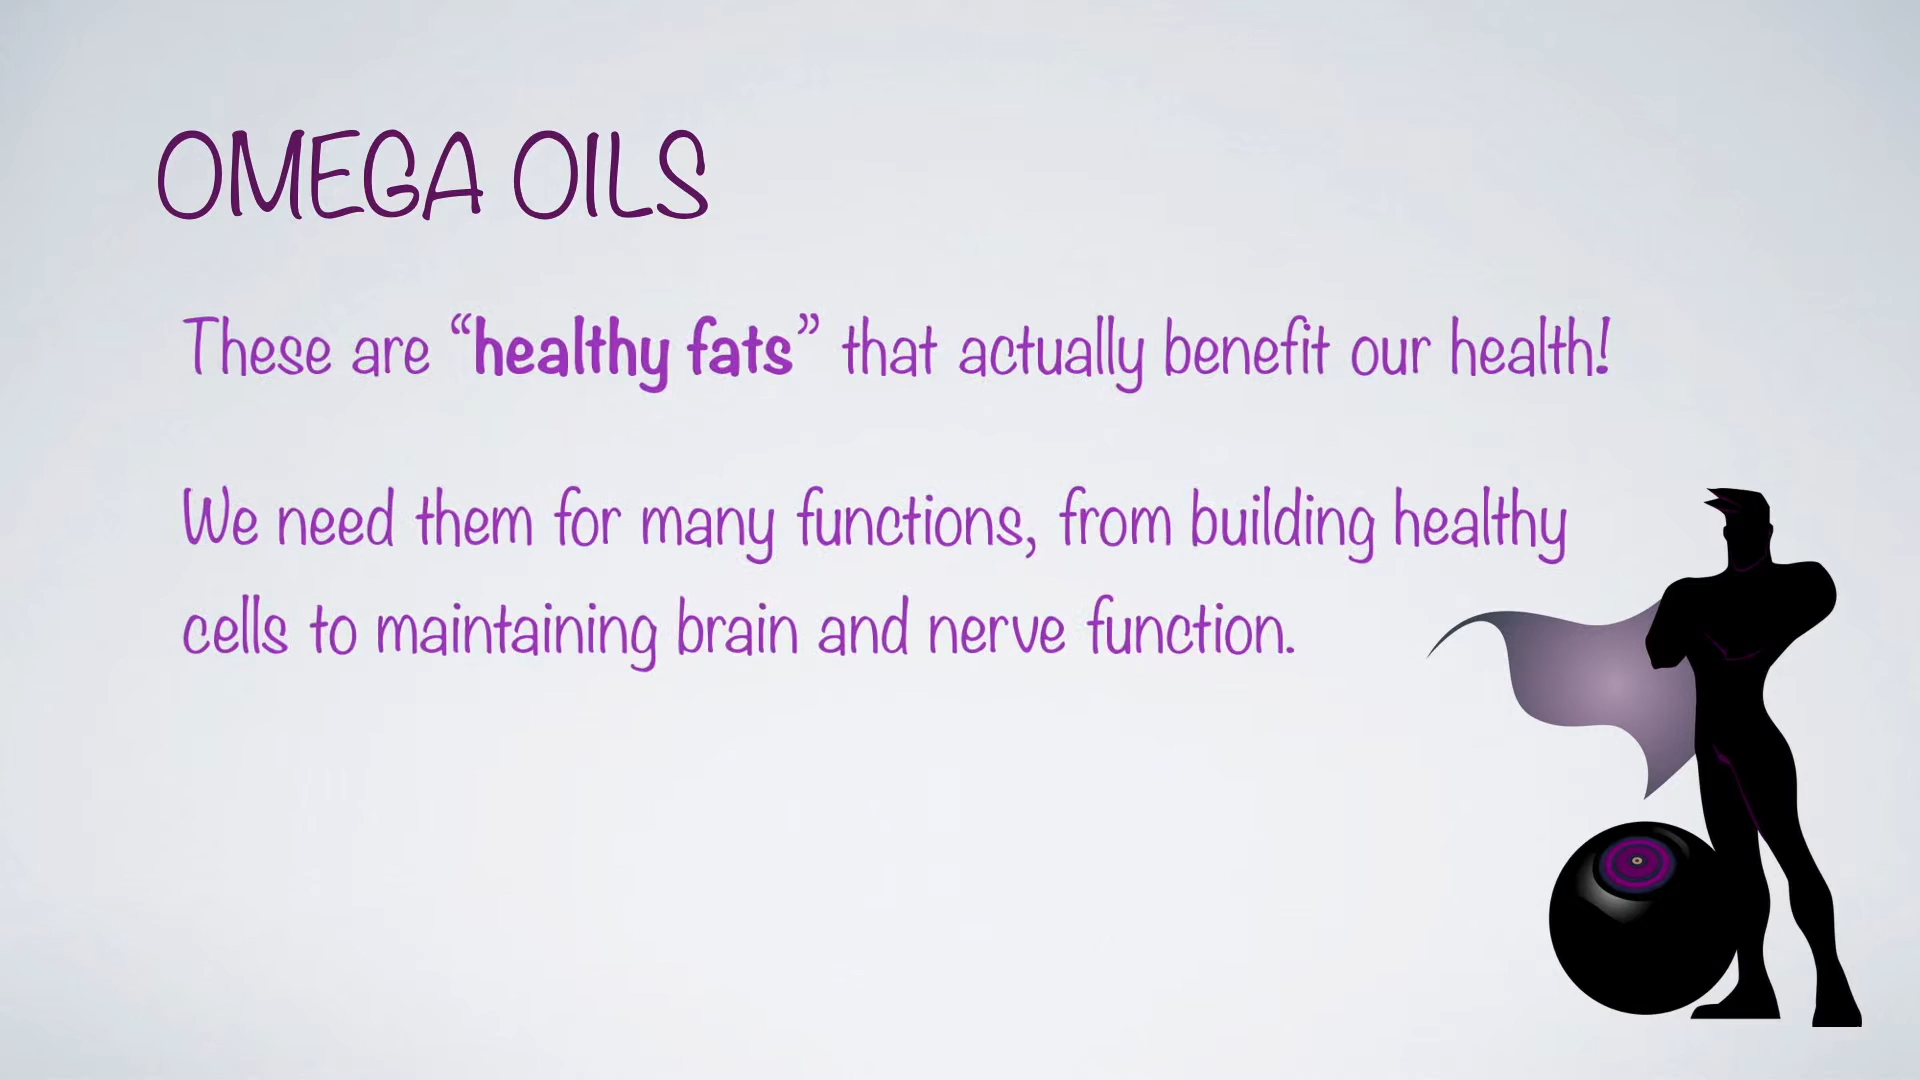 OMEGA OILS
These are “healthy fats” that actually benefit our health!
We need them for many functions, from building healthy
cells to maintaining brain and nerve function.